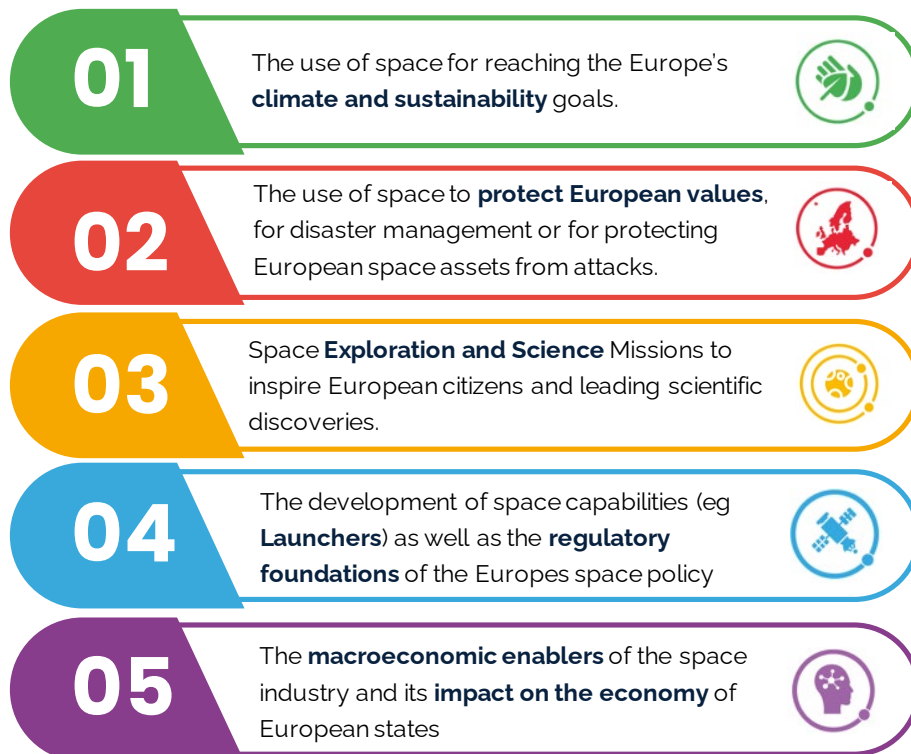 01
The use of space for reaching the Europe's
climate and sustainability goals.
02
The use of space to protect European values,
for disaster management or for protecting
European space assets from attacks.
03
Space Exploration and Science Missions to
inspire European citizens and leading scientific
discoveries.
04
The development of space capabilities (eg
Launchers) as well as the regulatory
foundations of the Europes space policy
05
The macroeconomic enablers of the space
industry and its impact on the economy of
European states